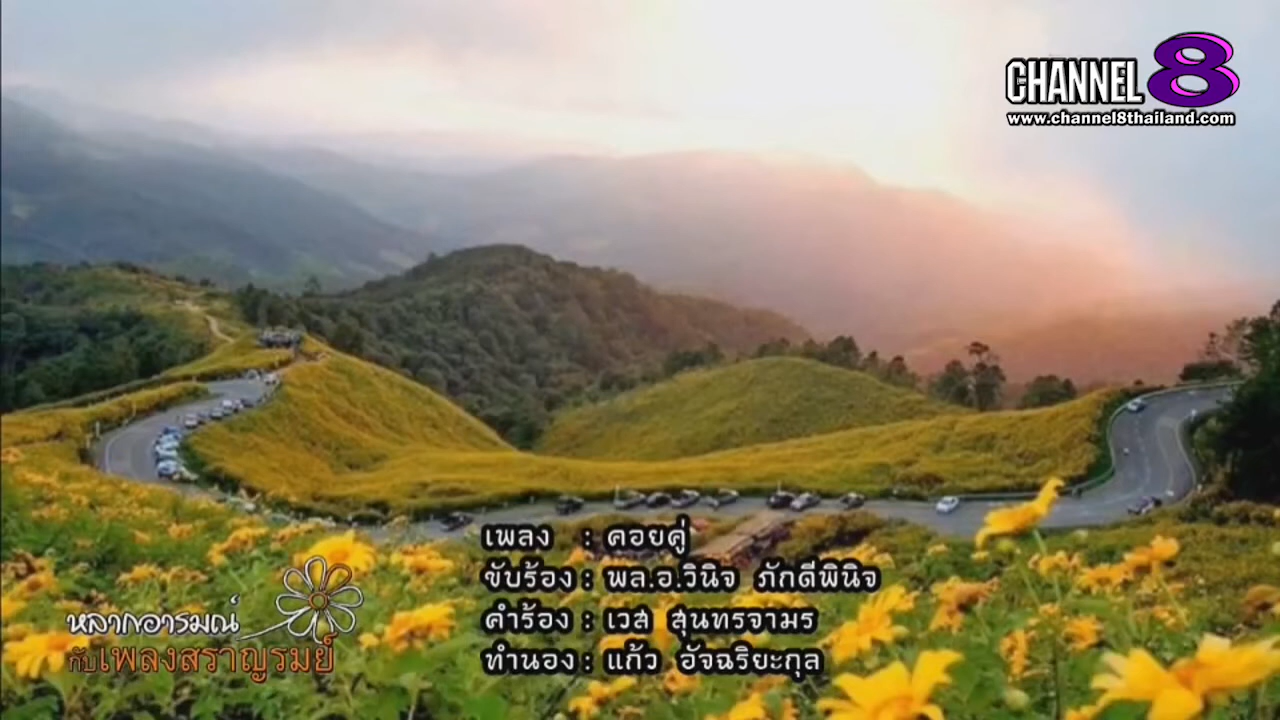 CHANNEL 8
www.channel8thailand.com
เพลง : คอยคู่
ขับร้อง : พล.อ.วินิจ ภักดีพินิจ
คำร้อง : เวส สุนทรจามร
ทำนอง : แก้ว อัจฉริยะกุล
หลากอารมณ์
กับเพลงสราญรมย์